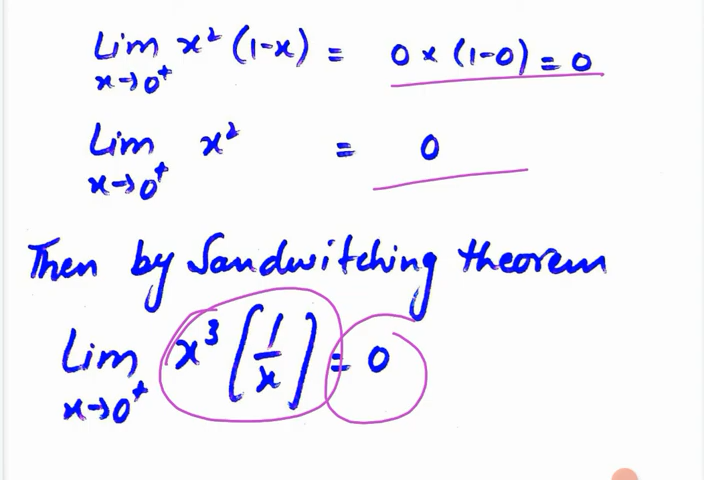 Lim x→0⁺ x² (1-x) = 0 × (1-0) = 0
Lim x→0⁺ x² = 0
Then by Sandwitching theorem
Lim x→0⁺ x³ (1/x) = 0